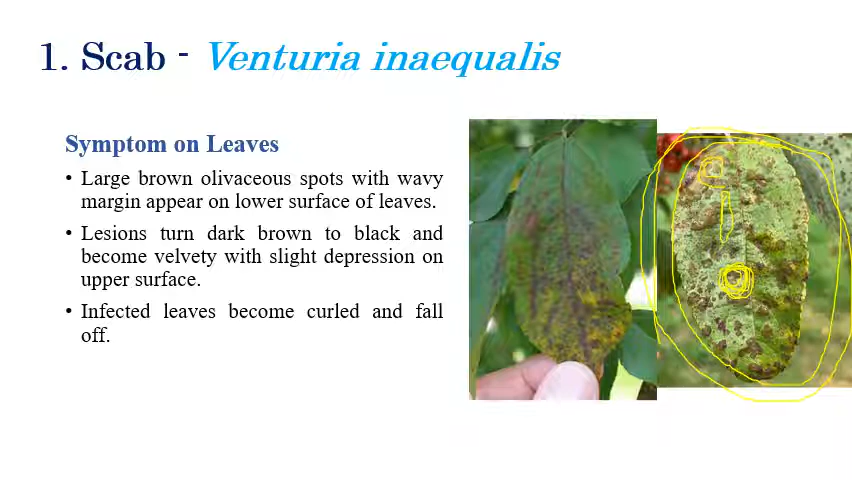 1. Scab - Venturia inaequalis
Symptom on Leaves
• Large brown olivaceous spots with wavy
margin appear on lower surface of leaves.
• Lesions turn dark brown to black and
become velvety with slight depression on
upper surface.
• Infected leaves become curled and fall
off.